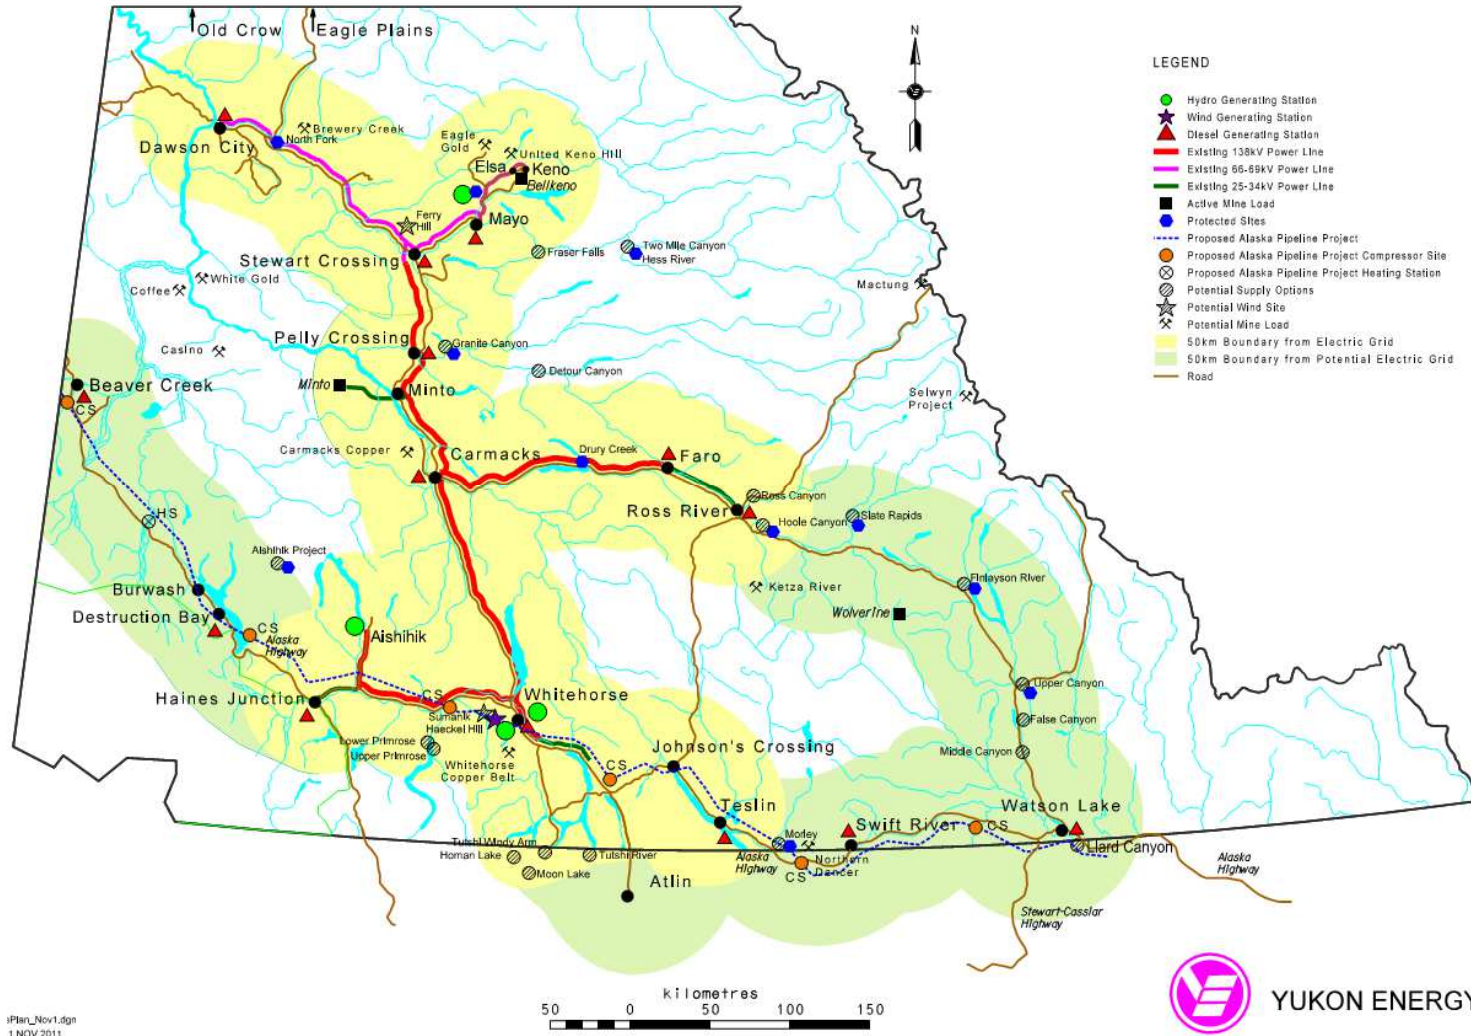 Old Crow
Eagle Plains
N
LEGEND
Hydro Generating Station
Wind Generating Station
Diesel Generating Station
Existing 138kV Power Line
Existing 66-69kV Power Line
Existing 25-34kV Power Line
Active Mine Load
Protected Sites
Proposed Alaska Pipeline Project
Proposed Alaska Pipeline Project Compressor Site
Proposed Alaska Pipeline Project Heating Station
Potential Supply Options
Potential Wind Site
Potential Mine Load
50km Boundary from Electric Grid
50km Boundary from Potential Electric Grid
Road
Dawson City
North Fork
Brewery Creek
Eagle
Gold
United Keno Hill
Elsa
Keno
Bellkeno
Ferry
Hill
Mayo
Stewart Crossing
Fraser Falls
Two Mile Canyon
Hess River
Mactung
White Gold
Coffee
Casino
Pelly Crossing
Granite Canyon
Detour Canyon
Minto
Minto
Beaver Creek
CS
Selwyn
Project
Carmacks Copper
Carmacks
Drury Creek
Faro
Ross Canyon
Ross River
Hoole Canyon
Slate Rapids
HS
Aishihik Project
Burwash
Destruction Bay
CS
Alaska
Highway
Aishihik
Ketza River
Wolverine
Finlayson River
Haines Junction
CS
Whitehorse
Sumanik
Haeckel Hill
Lower Primrose
Upper Primrose
Whitehorse
Copper Belt
Johnson's Crossing
CS
Upper Canyon
False Canyon
Middle Canyon
Teslin
Watson Lake
Swift River
CS
Morley
Liard Canyon
Alaska
Highway
Northern
Dancer
CS
Tutshi Windy Arm
Homan Lake
Tutshi River
Moon Lake
Atlin
Alaska
Highway
Stewart-Cassiar
Highway
kilometres
50 0 50 100 150
YUKON ENERGY
ePlan_Nov1.dgn
1 NOV 2011